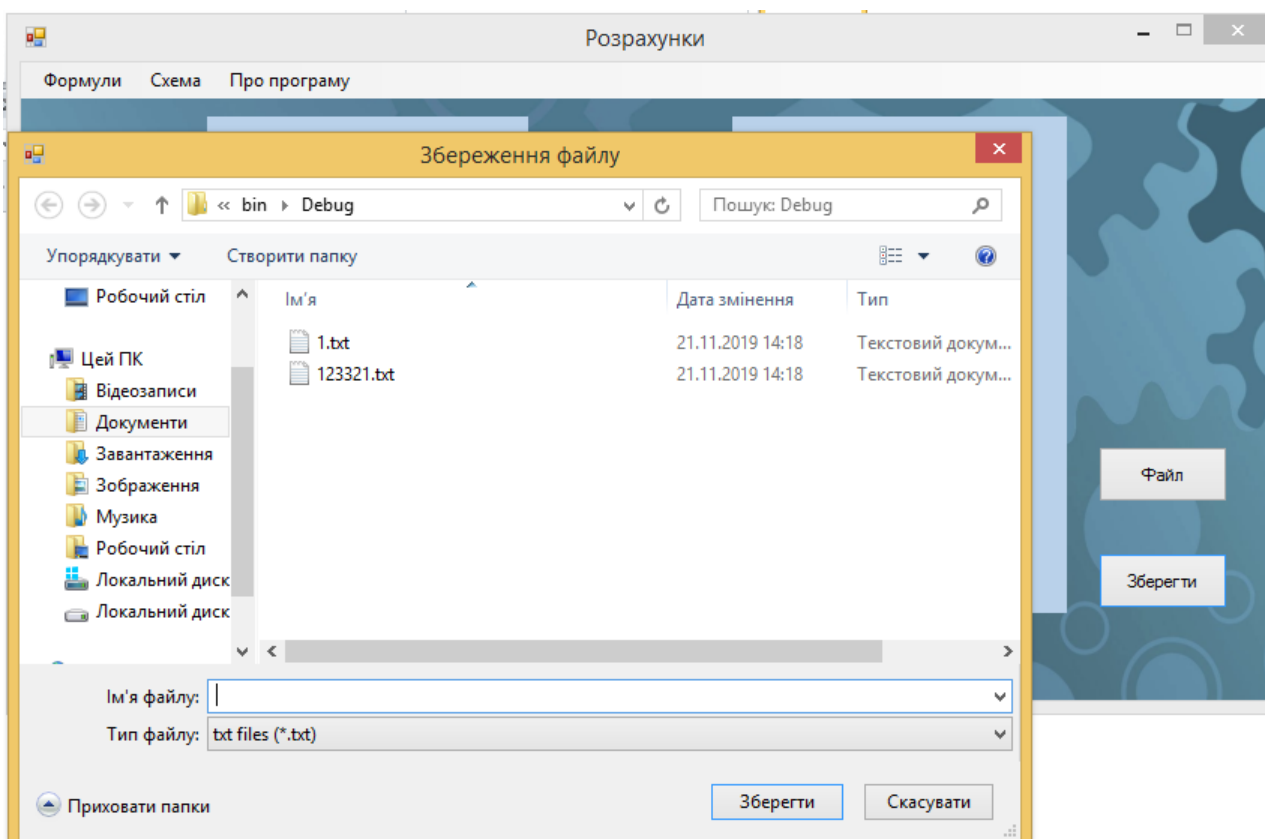 Розрахунки
Формули Схема Про програму
Збереження файлу
« bin Debug Пошук: Debug
Упорядкувати Створити папку
Робочий стіл
Цей ПК
Відеозаписи
Документи
Завантаження
Зображення
Музика
Робочий стіл
Локальний диск
Локальний диск
Ім'я Дата змінення Тип
1.txt 21.11.2019 14:18 Текстовий докум...
123321.txt 21.11.2019 14:18 Текстовий докум...
Файл
Зберегти
Ім'я файлу:
Тип файлу: txt files (*.txt)
Приховати папки Зберегти Скасувати